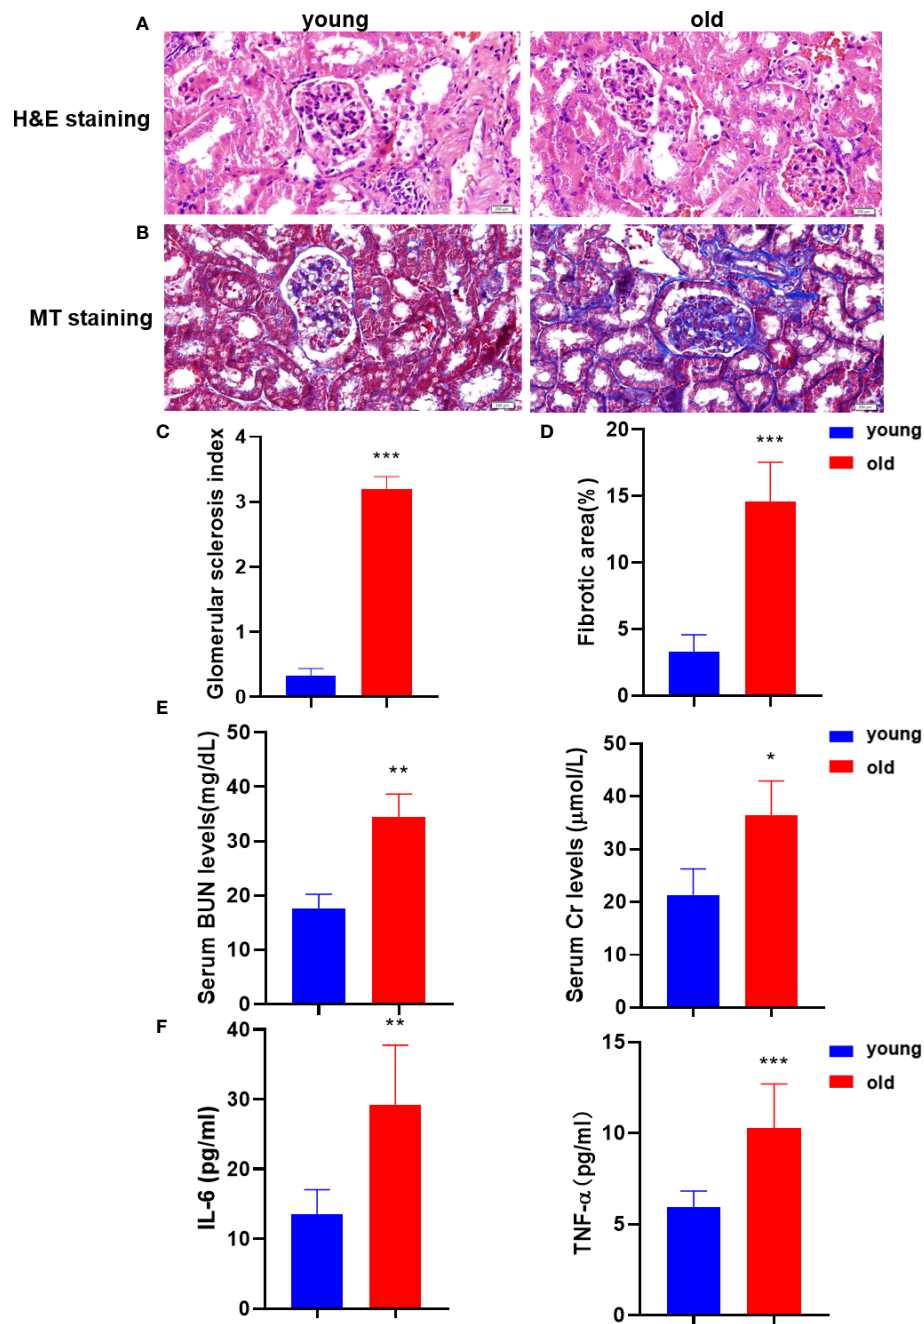 A
young
old
H&E staining
B
MT staining
C
Glomerular sclerosis index
4
3
2
1
0
***
D
Fibrotic area(%)
20
15
10
5
0
***
young
old
E
Serum BUN levels(mg/dL)
50
40
30
20
10
0
**
Serum Cr levels (μmol/L)
50
40
30
20
10
0
*
young
old
F
IL-6 (pg/ml)
40
30
20
10
0
**
TNF-α (pg/ml)
15
10
5
0
***
young
old